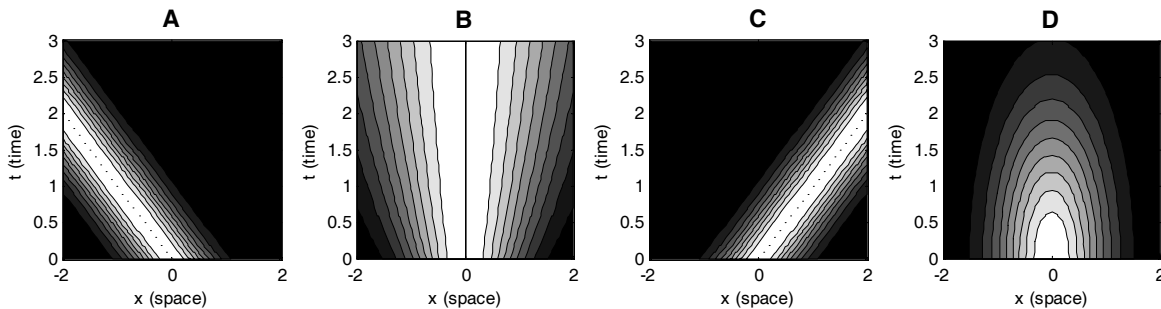 A B C D
3 3 3 3
2.5 2.5 2.5 2.5
2 2 2 2
1.5 1.5 1.5 1.5
1 1 1 1
0.5 0.5 0.5 0.5
0 0 0 0
t (time) t (time) t (time) t (time)
-2 0 2 -2 0 2 -2 0 2 -2 0 2
x (space) x (space) x (space) x (space)